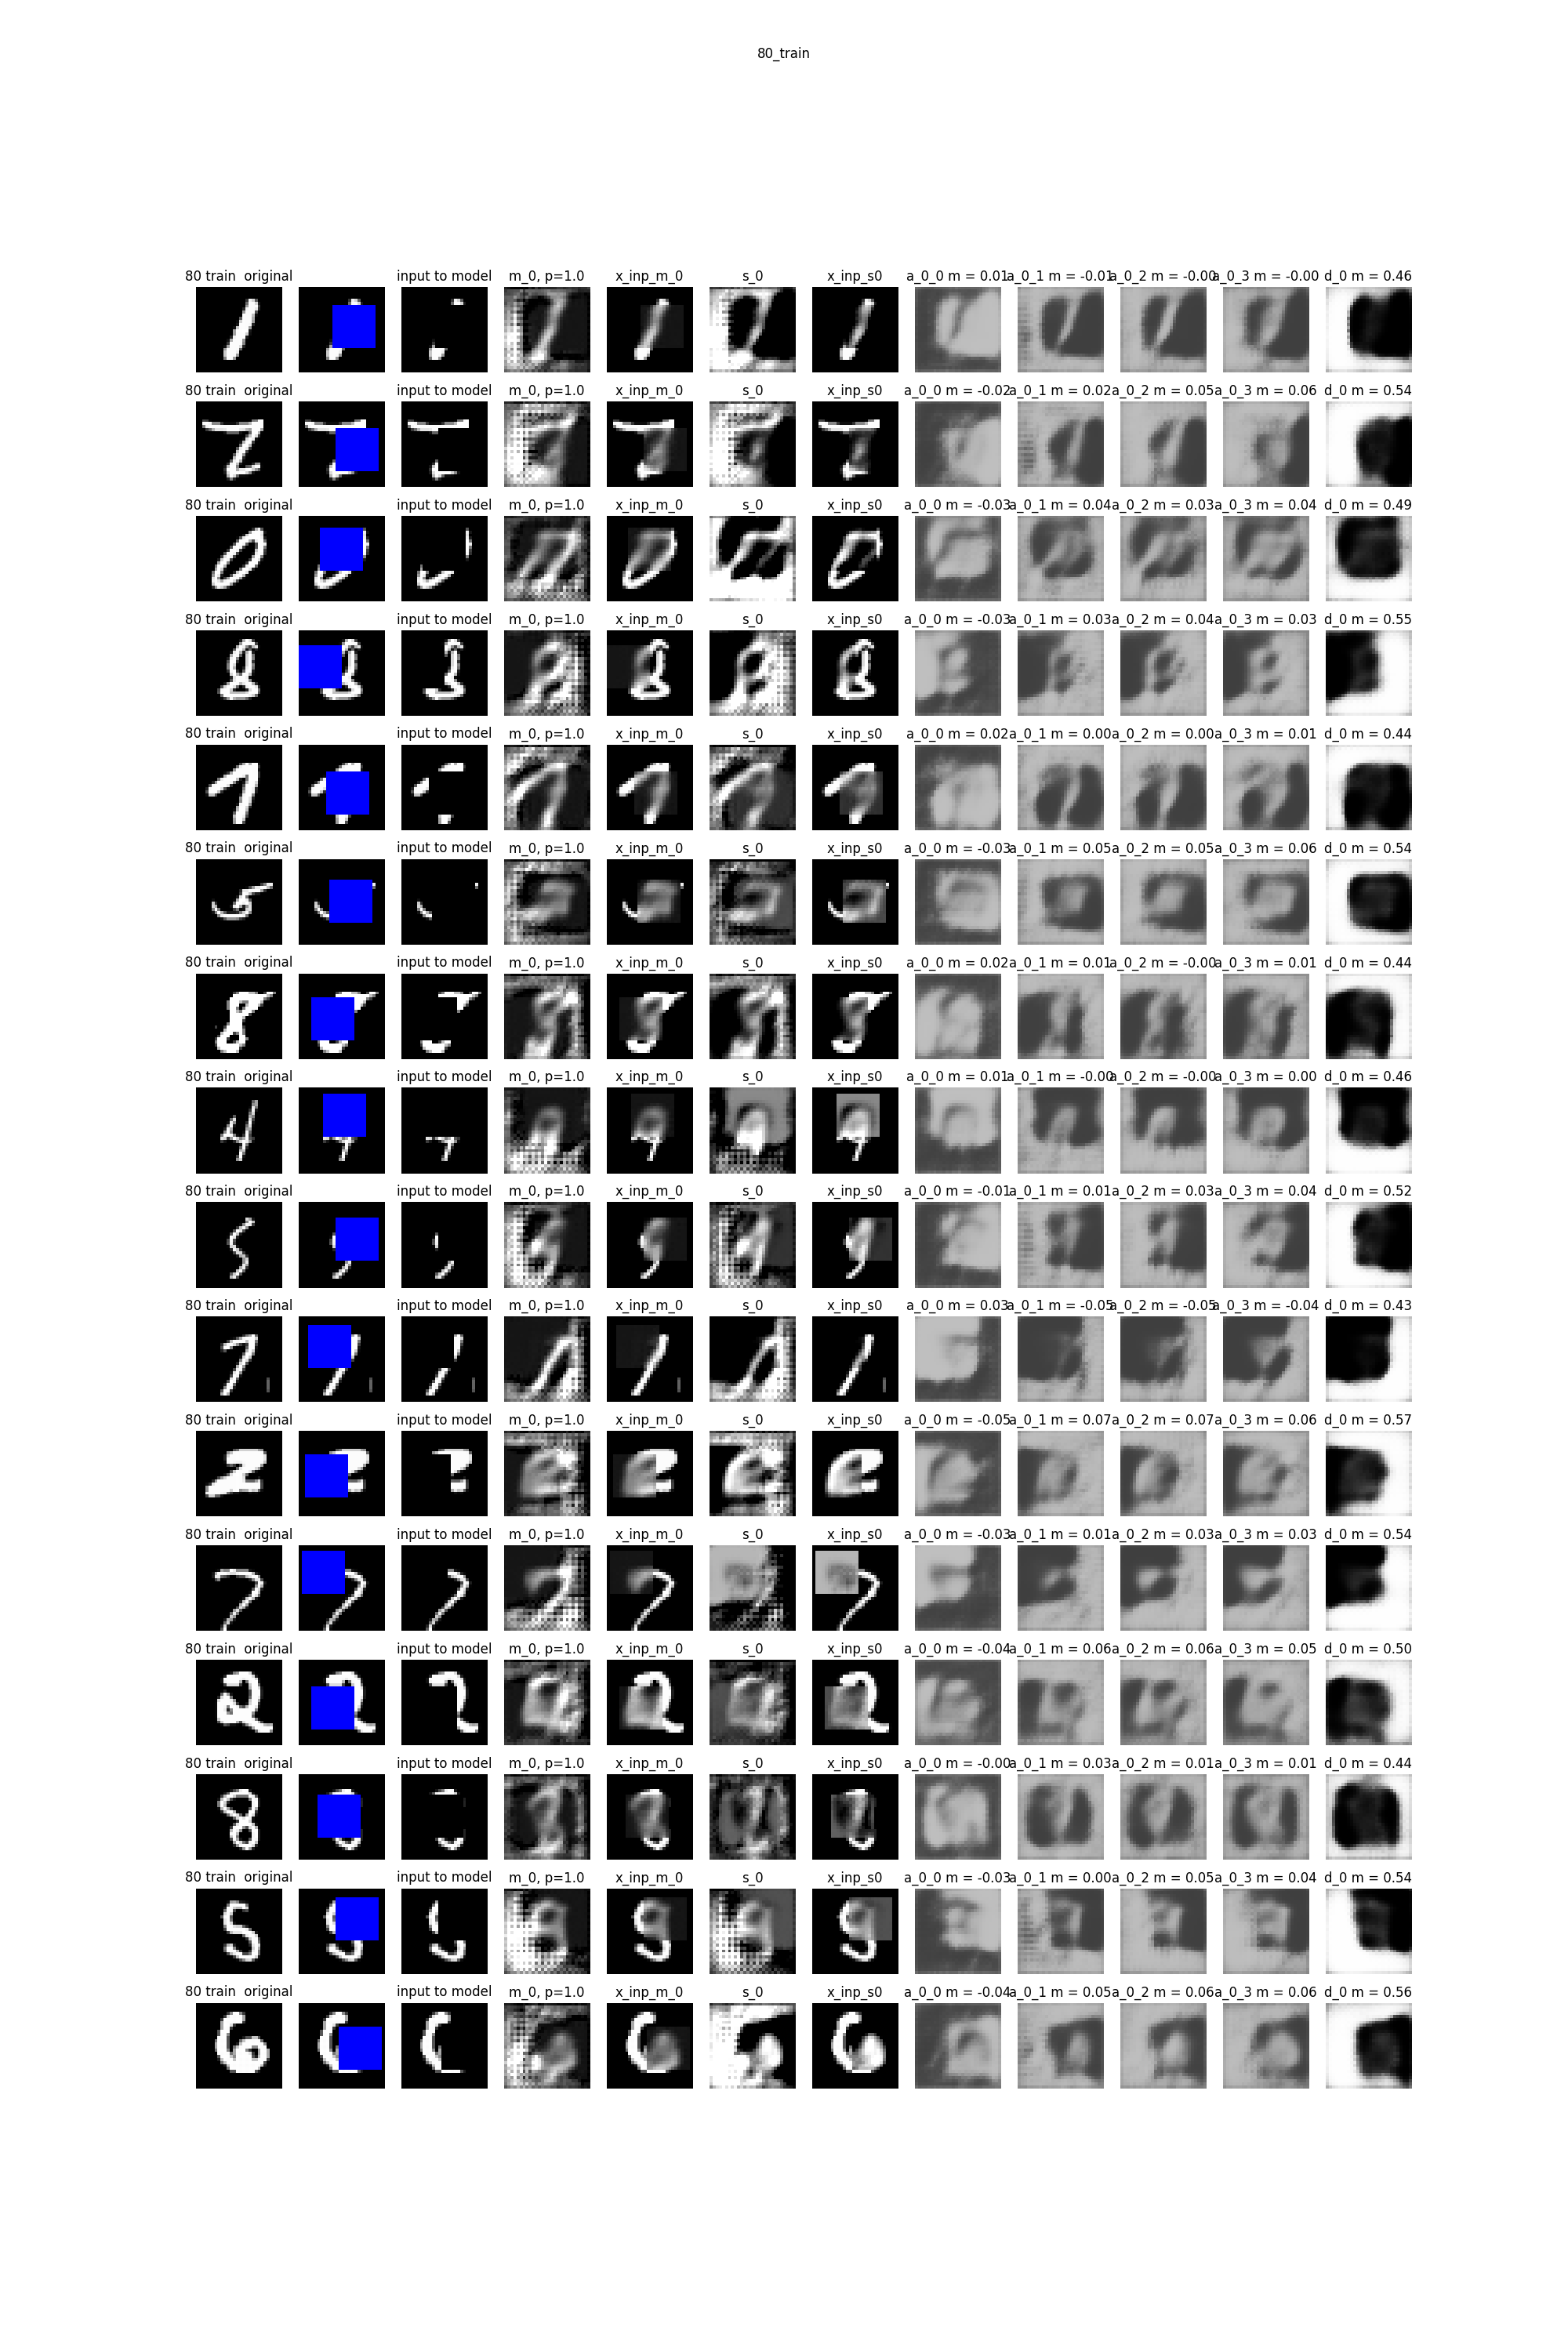 80_train
80 train  original input to model m_0, p=1.0 x_inp_m_0 s_0 x_inp_s0 a_0_0 m = 0.01 a_0_1 m = -0.01 a_0_2 m = -0.00 a_0_3 m = -0.00 d_0 m = 0.46
80 train  original input to model m_0, p=1.0 x_inp_m_0 s_0 x_inp_s0 a_0_0 m = -0.02 a_0_1 m = 0.02 a_0_2 m = 0.05 a_0_3 m = 0.06 d_0 m = 0.54
80 train  original input to model m_0, p=1.0 x_inp_m_0 s_0 x_inp_s0 a_0_0 m = -0.03 a_0_1 m = 0.04 a_0_2 m = 0.03 a_0_3 m = 0.04 d_0 m = 0.49
80 train  original input to model m_0, p=1.0 x_inp_m_0 s_0 x_inp_s0 a_0_0 m = -0.03 a_0_1 m = 0.03 a_0_2 m = 0.04 a_0_3 m = 0.03 d_0 m = 0.55
80 train  original input to model m_0, p=1.0 x_inp_m_0 s_0 x_inp_s0 a_0_0 m = 0.02 a_0_1 m = 0.00 a_0_2 m = 0.00 a_0_3 m = 0.01 d_0 m = 0.44
80 train  original input to model m_0, p=1.0 x_inp_m_0 s_0 x_inp_s0 a_0_0 m = -0.03 a_0_1 m = 0.05 a_0_2 m = 0.05 a_0_3 m = 0.06 d_0 m = 0.54
80 train  original input to model m_0, p=1.0 x_inp_m_0 s_0 x_inp_s0 a_0_0 m = 0.02 a_0_1 m = 0.01 a_0_2 m = -0.00 a_0_3 m = 0.01 d_0 m = 0.44
80 train  original input to model m_0, p=1.0 x_inp_m_0 s_0 x_inp_s0 a_0_0 m = 0.01 a_0_1 m = -0.00 a_0_2 m = -0.00 a_0_3 m = 0.00 d_0 m = 0.46
80 train  original input to model m_0, p=1.0 x_inp_m_0 s_0 x_inp_s0 a_0_0 m = -0.01 a_0_1 m = 0.01 a_0_2 m = 0.03 a_0_3 m = 0.04 d_0 m = 0.52
80 train  original input to model m_0, p=1.0 x_inp_m_0 s_0 x_inp_s0 a_0_0 m = 0.03 a_0_1 m = -0.05 a_0_2 m = -0.05 a_0_3 m = -0.04 d_0 m = 0.43
80 train  original input to model m_0, p=1.0 x_inp_m_0 s_0 x_inp_s0 a_0_0 m = -0.05 a_0_1 m = 0.07 a_0_2 m = 0.07 a_0_3 m = 0.06 d_0 m = 0.57
80 train  original input to model m_0, p=1.0 x_inp_m_0 s_0 x_inp_s0 a_0_0 m = -0.03 a_0_1 m = 0.01 a_0_2 m = 0.03 a_0_3 m = 0.03 d_0 m = 0.54
80 train  original input to model m_0, p=1.0 x_inp_m_0 s_0 x_inp_s0 a_0_0 m = -0.04 a_0_1 m = 0.06 a_0_2 m = 0.06 a_0_3 m = 0.05 d_0 m = 0.50
80 train  original input to model m_0, p=1.0 x_inp_m_0 s_0 x_inp_s0 a_0_0 m = -0.00 a_0_1 m = 0.03 a_0_2 m = 0.01 a_0_3 m = 0.01 d_0 m = 0.44
80 train  original input to model m_0, p=1.0 x_inp_m_0 s_0 x_inp_s0 a_0_0 m = -0.03 a_0_1 m = 0.00 a_0_2 m = 0.05 a_0_3 m = 0.04 d_0 m = 0.54
80 train  original input to model m_0, p=1.0 x_inp_m_0 s_0 x_inp_s0 a_0_0 m = -0.04 a_0_1 m = 0.05 a_0_2 m = 0.06 a_0_3 m = 0.06 d_0 m = 0.56